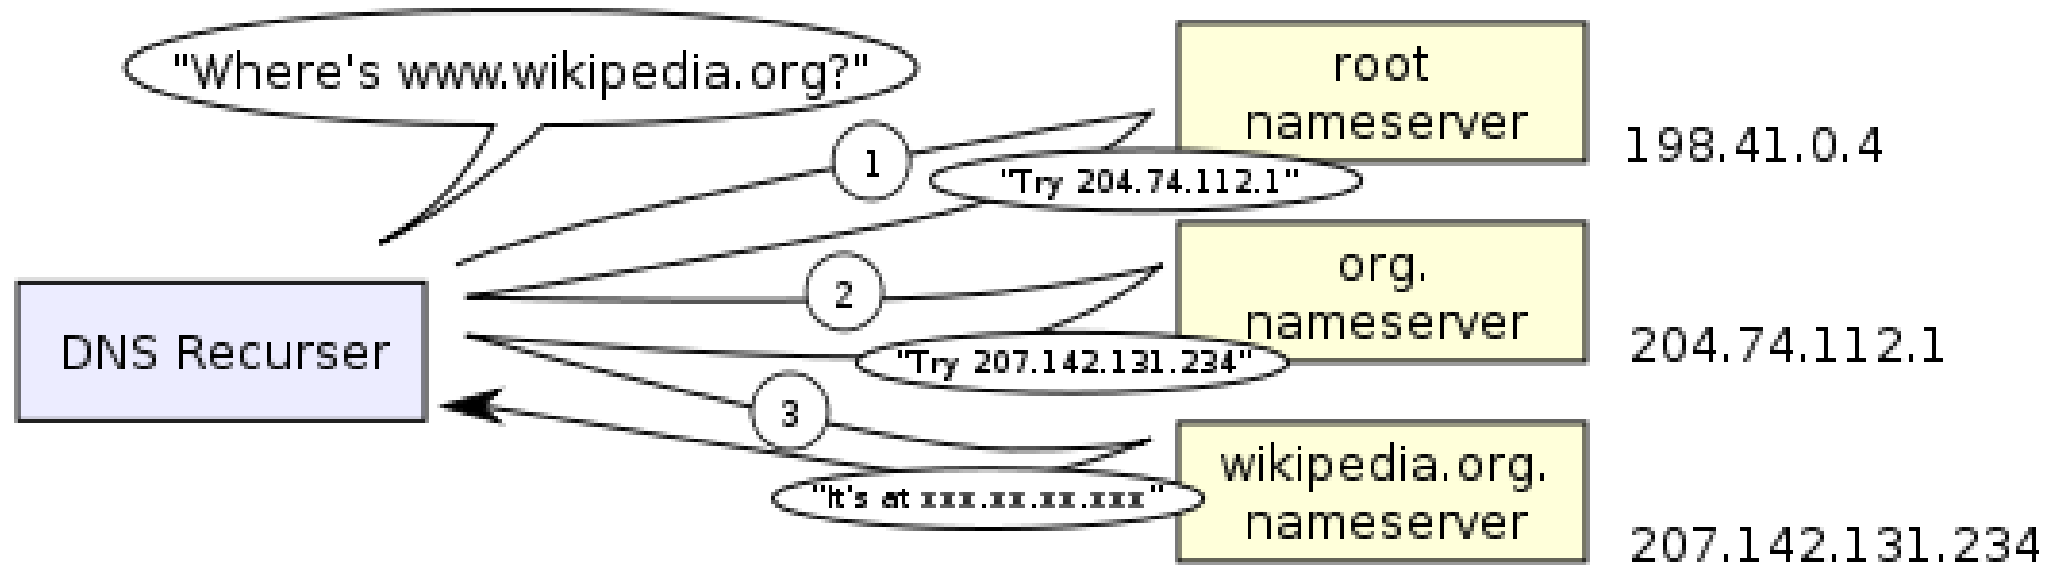 "Where's www.wikipedia.org?"
root
nameserver
198.41.0.4
1
"Try 204.74.112.1"
org.
nameserver
204.74.112.1
2
"Try 207.142.131.234"
DNS Recurser
3
wikipedia.org.
nameserver
207.142.131.234
"It's at xxx.xx.xx.xxx"